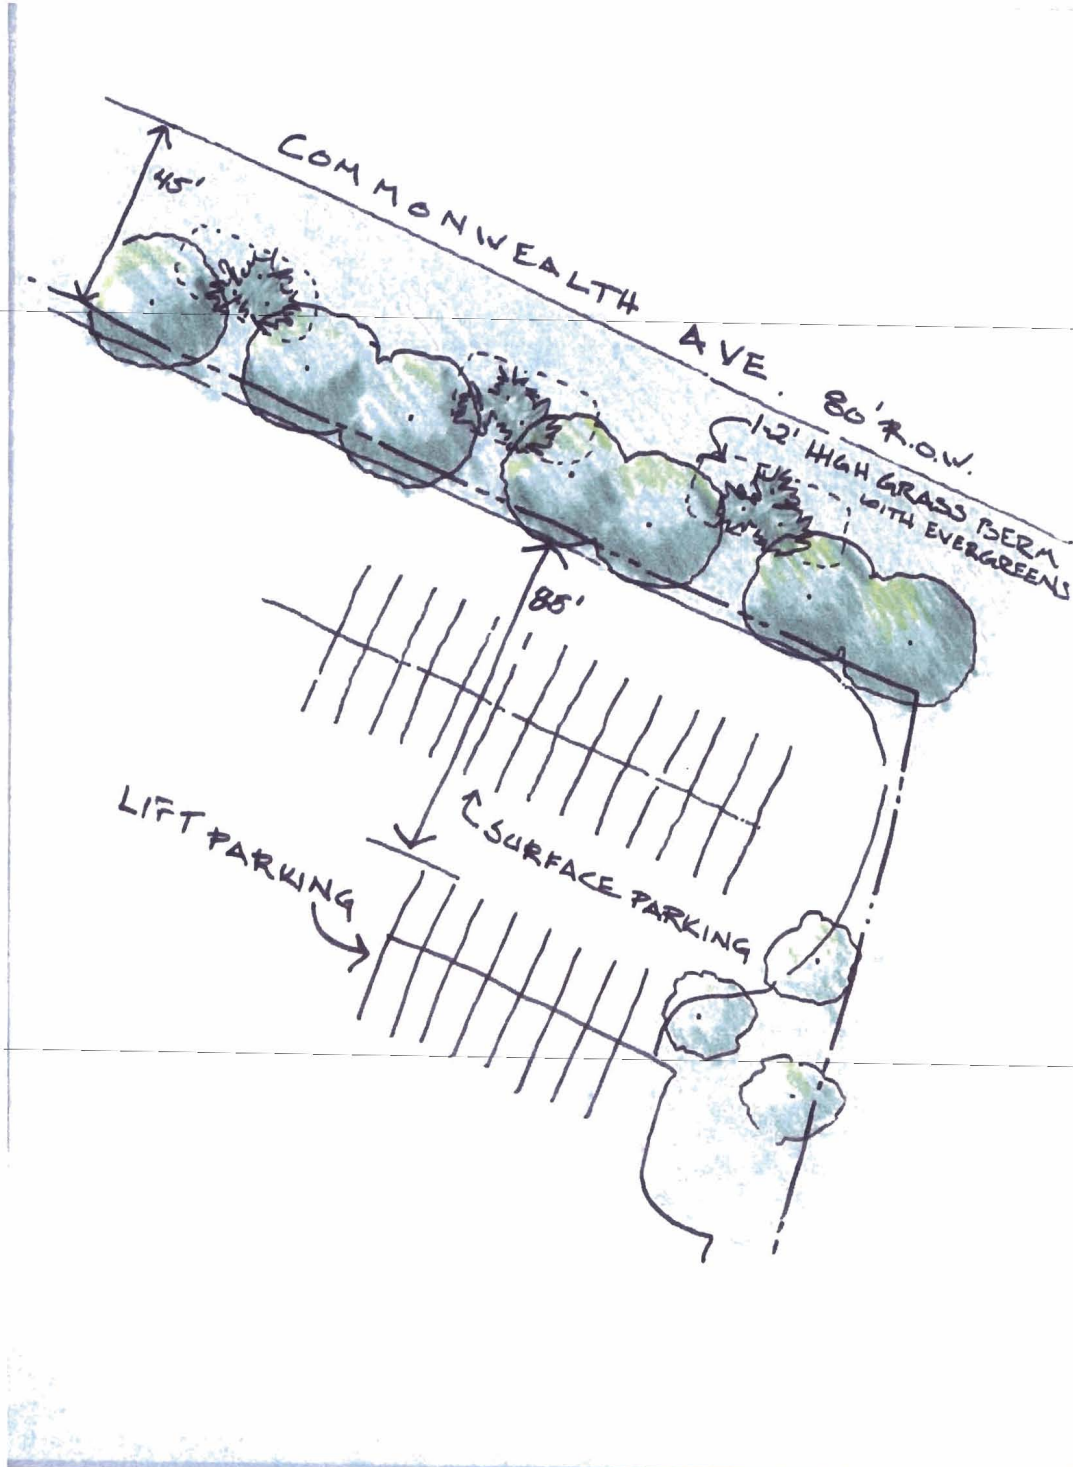 COMMONWEALTH AVE. 80' R.O.W.
45'
1-2' HIGH GRASS BERM
WITH EVERGREENS
85'
LIFT PARKING
SURFACE PARKING